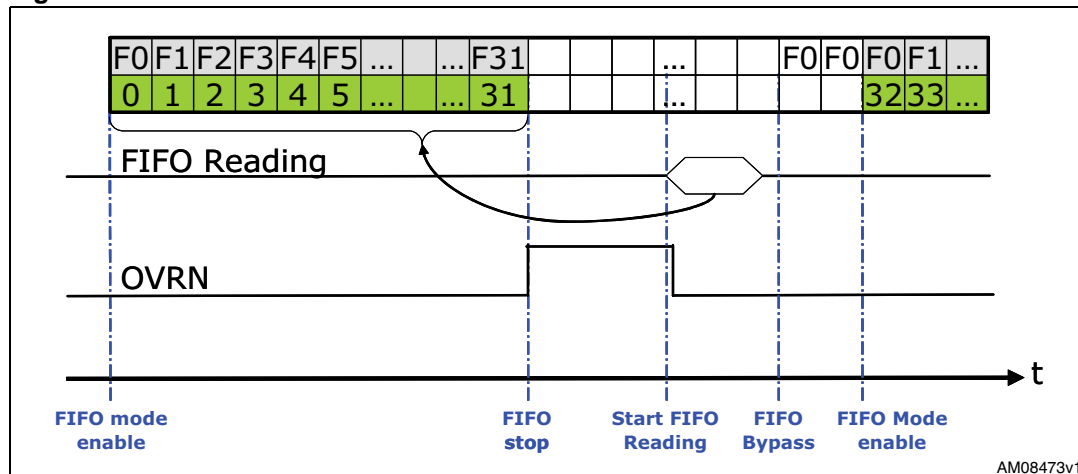 F0 F1 F2 F3 F4 F5 ... ... F31 ... F0 F0 F0 F1 ...
0 1 2 3 4 5 ... ... 31 ... 32 33 ...
FIFO Reading
OVRN
t
FIFO mode enable
FIFO stop
Start FIFO Reading
FIFO Bypass
FIFO Mode enable
AM08473v1